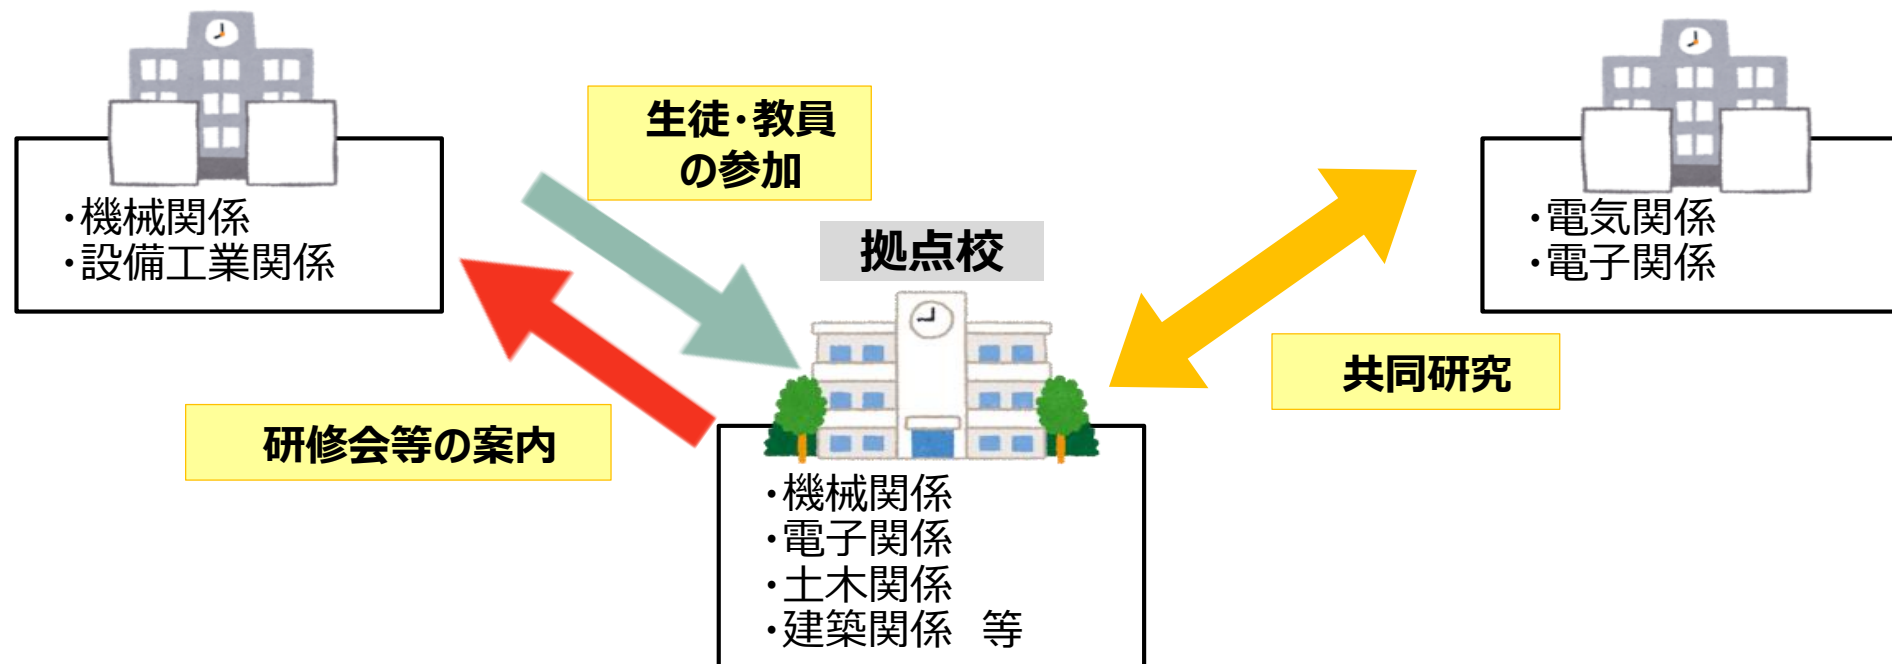 生徒・教員
の参加
・機械関係
・設備工業関係
拠点校
・電気関係
・電子関係
共同研究
研修会等の案内
・機械関係
・電子関係
・土木関係
・建築関係　等